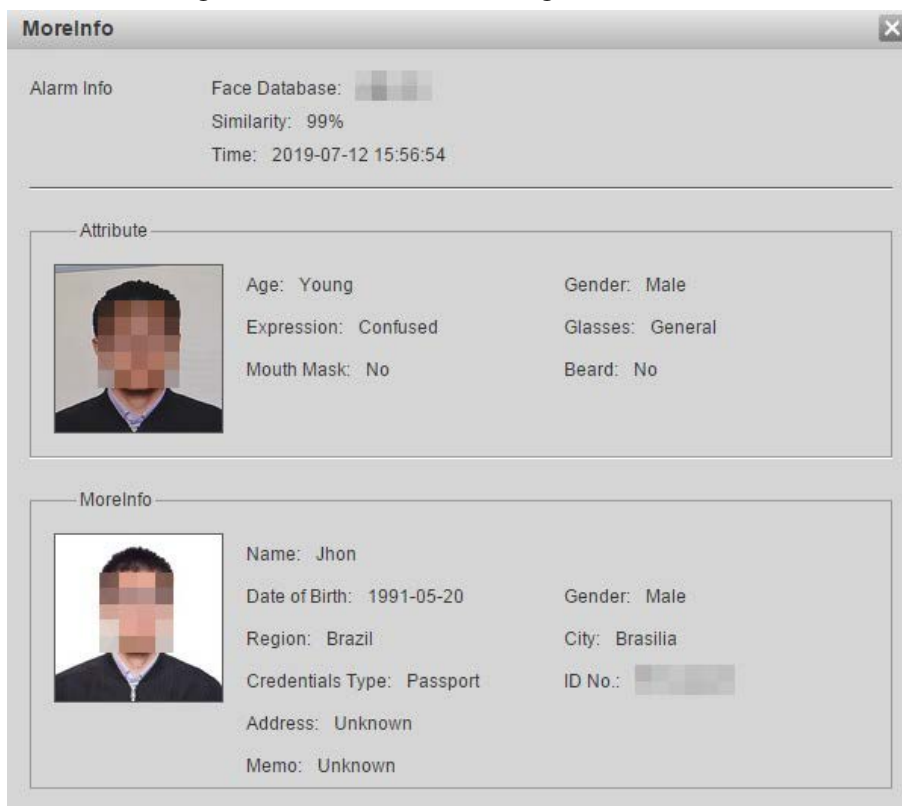 MoreInfo
Alarm Info
Face Database:
Similarity: 99%
Time: 2019-07-12 15:56:54
Attribute
Age: Young Gender: Male
Expression: Confused Glasses: General
Mouth Mask: No Beard: No
MoreInfo
Name: Jhon
Date of Birth: 1991-05-20 Gender: Male
Region: Brazil City: Brasilia
Credentials Type: Passport ID No.:
Address: Unknown
Memo: Unknown